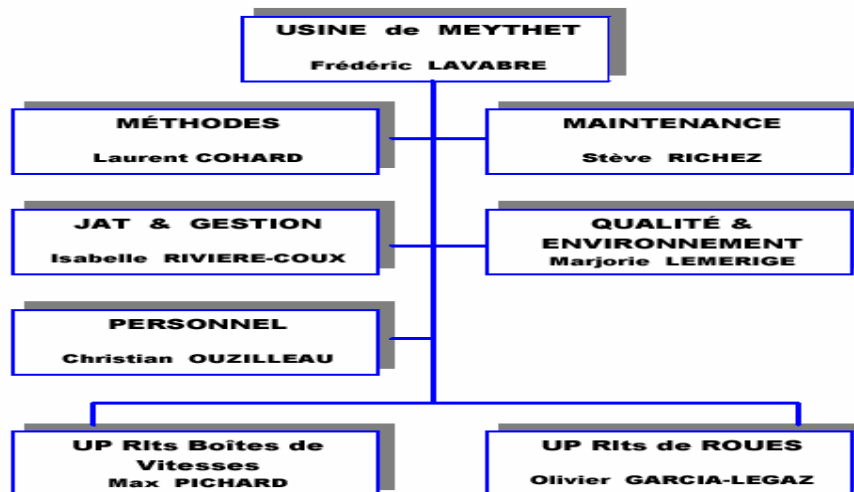 USINE de MEYTHET
Frédéric LAVABRE
MÉTHODES
Laurent COHARD
MAINTENANCE
Stève RICHEZ
JAT & GESTION
Isabelle RIVIERE-COUX
QUALITÉ &
ENVIRONNEMENT
Marjorie LEMERIGE
PERSONNEL
Christian OUZILLEAU
UP Rlts Boîtes de
Vitesses
Max PICHARD
UP Rlts de ROUES
Olivier GARCIA-LEGAZ